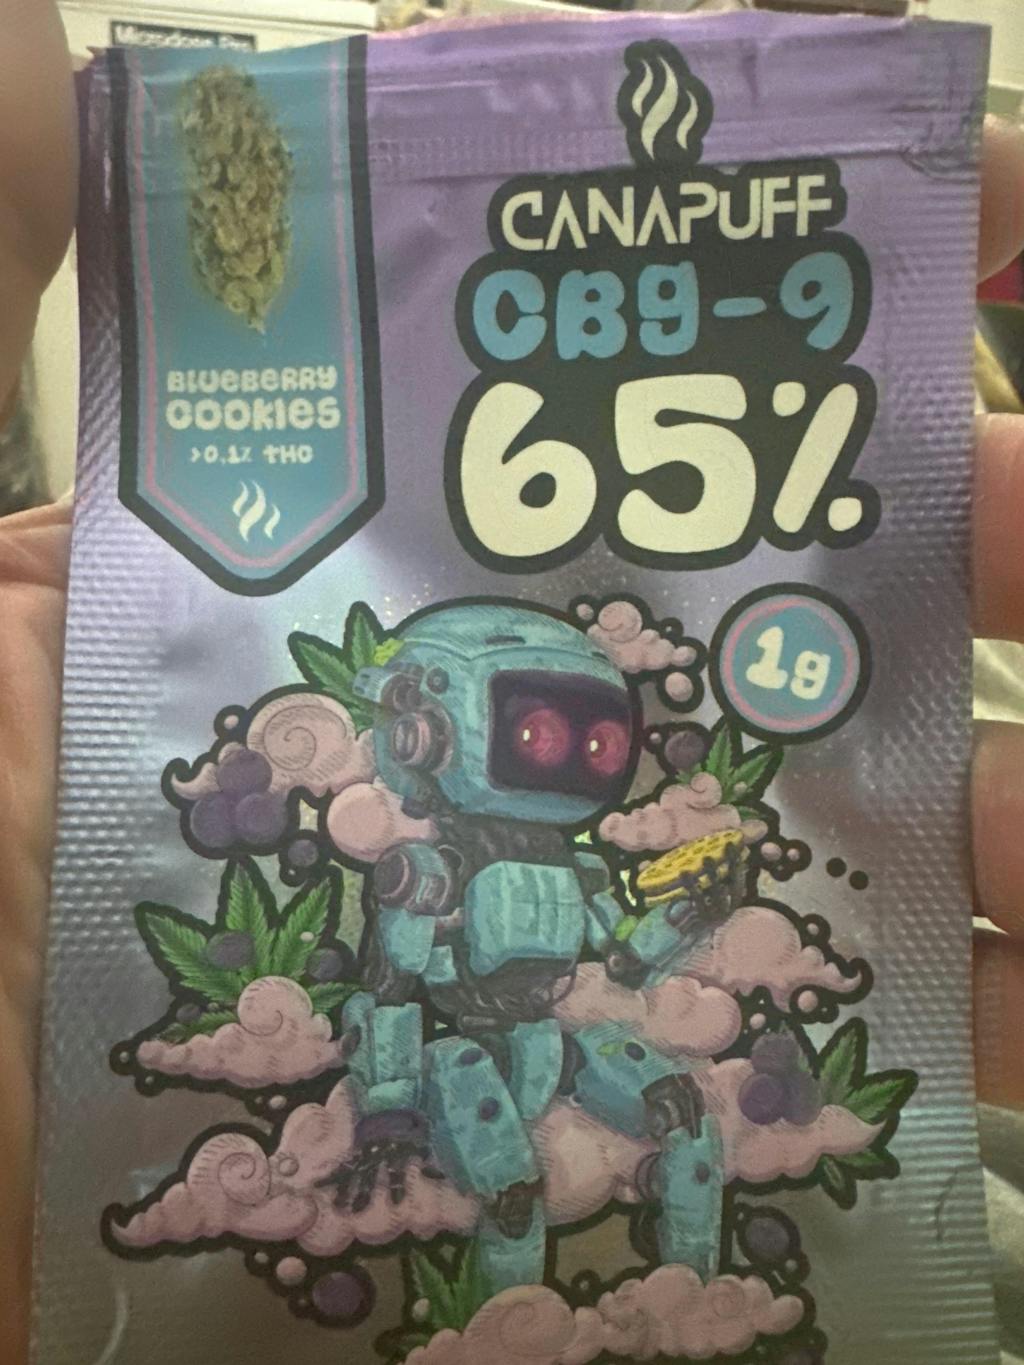 CANAPUFF
CB9-9
65%
BLUEBERRY
COOKIES
>0.1% THC
1g